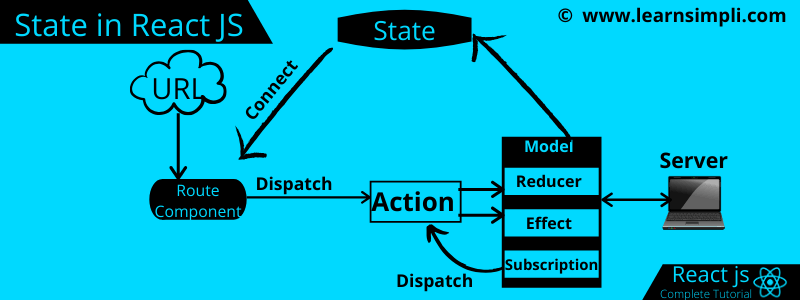 State in React JS
© www.learnsimpli.com
State
URL
Connect
Route
Component
Dispatch
Action
Model
Reducer
Effect
Subscription
Dispatch
Server
React js
Complete Tutorial